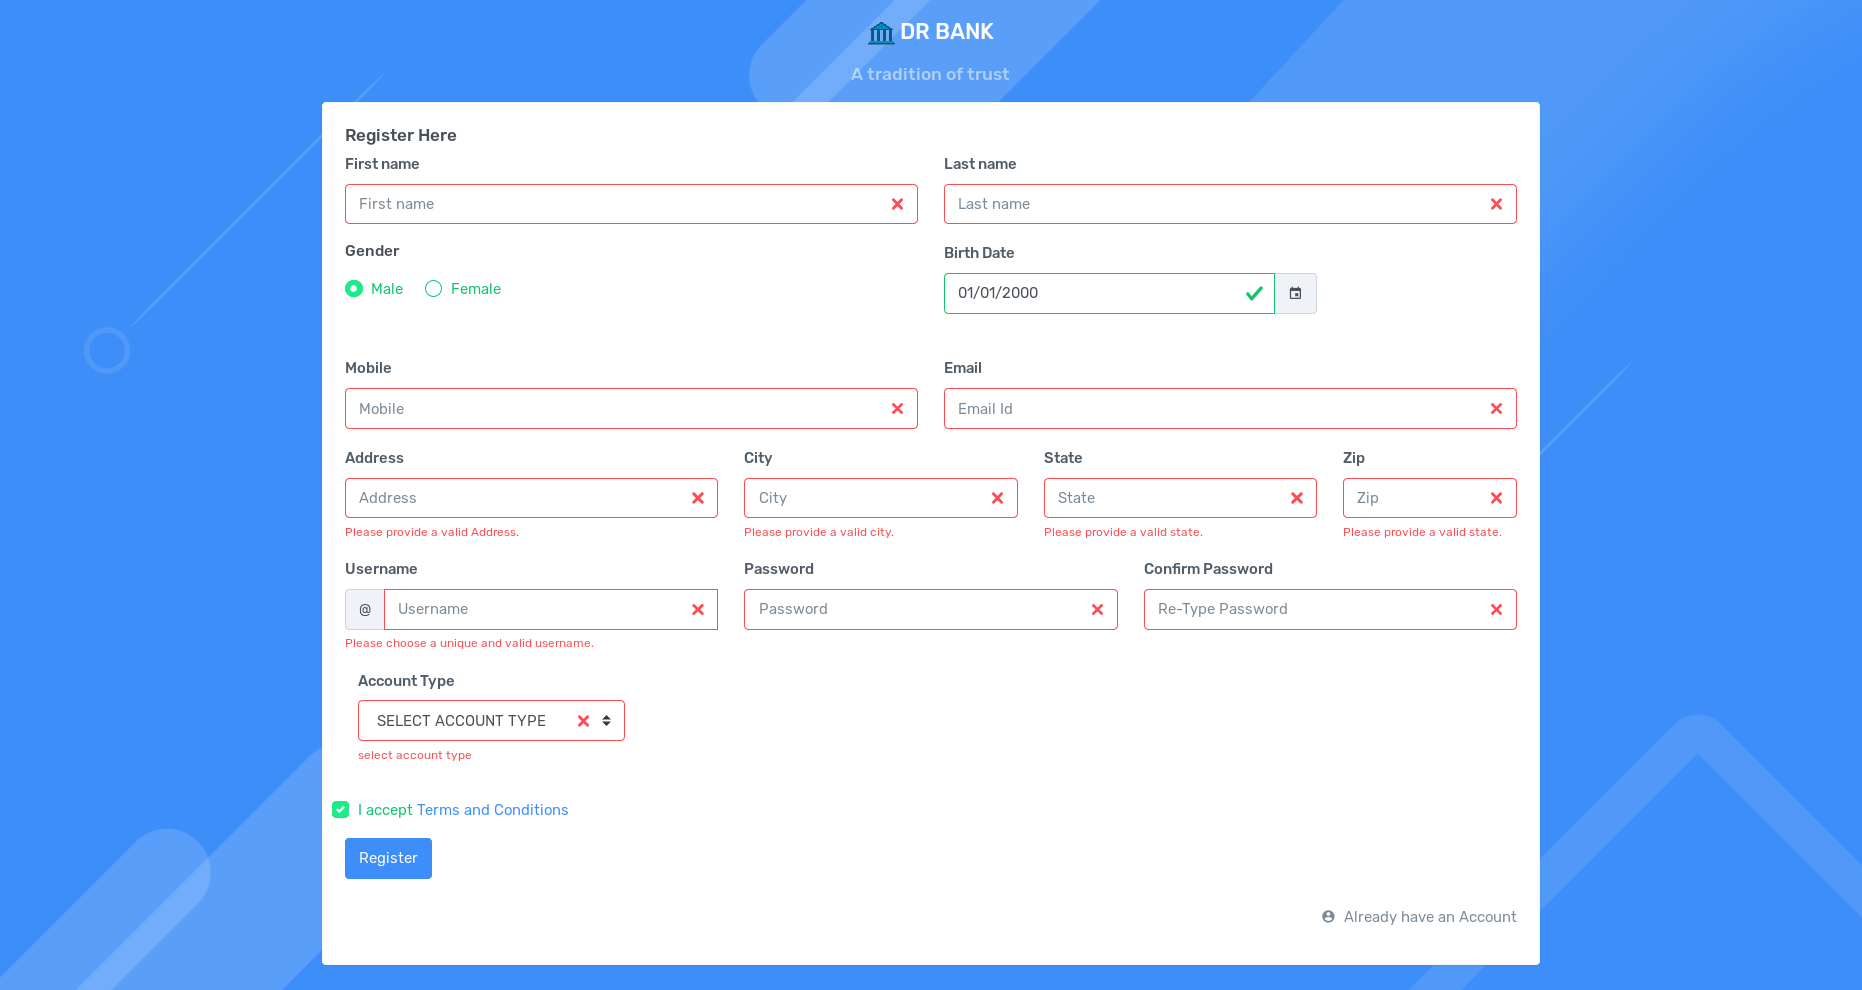 DR BANK
A tradition of trust
Register Here
First name
Last name
First name
Last name
Gender
Birth Date
Male
Female
01/01/2000
Mobile
Email
Mobile
Email Id
Address
City
State
Zip
Address
City
State
Zip
Please provide a valid Address.
Please provide a valid city.
Please provide a valid state.
Please provide a valid state.
Username
Password
Confirm Password
@
Username
Password
Re-Type Password
Please choose a unique and valid username.
Account Type
SELECT ACCOUNT TYPE
select account type
I accept Terms and Conditions
Register
Already have an Account